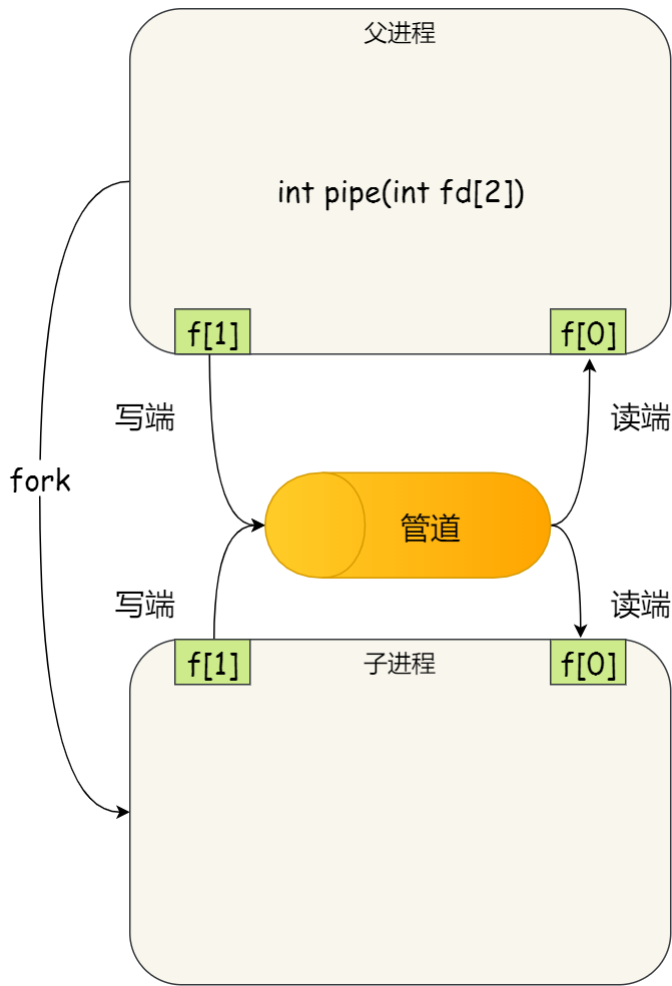 父进程
int pipe(int fd[2])
f[1]
f[0]
写端
读端
fork
管道
写端
读端
f[1]
子进程
f[0]